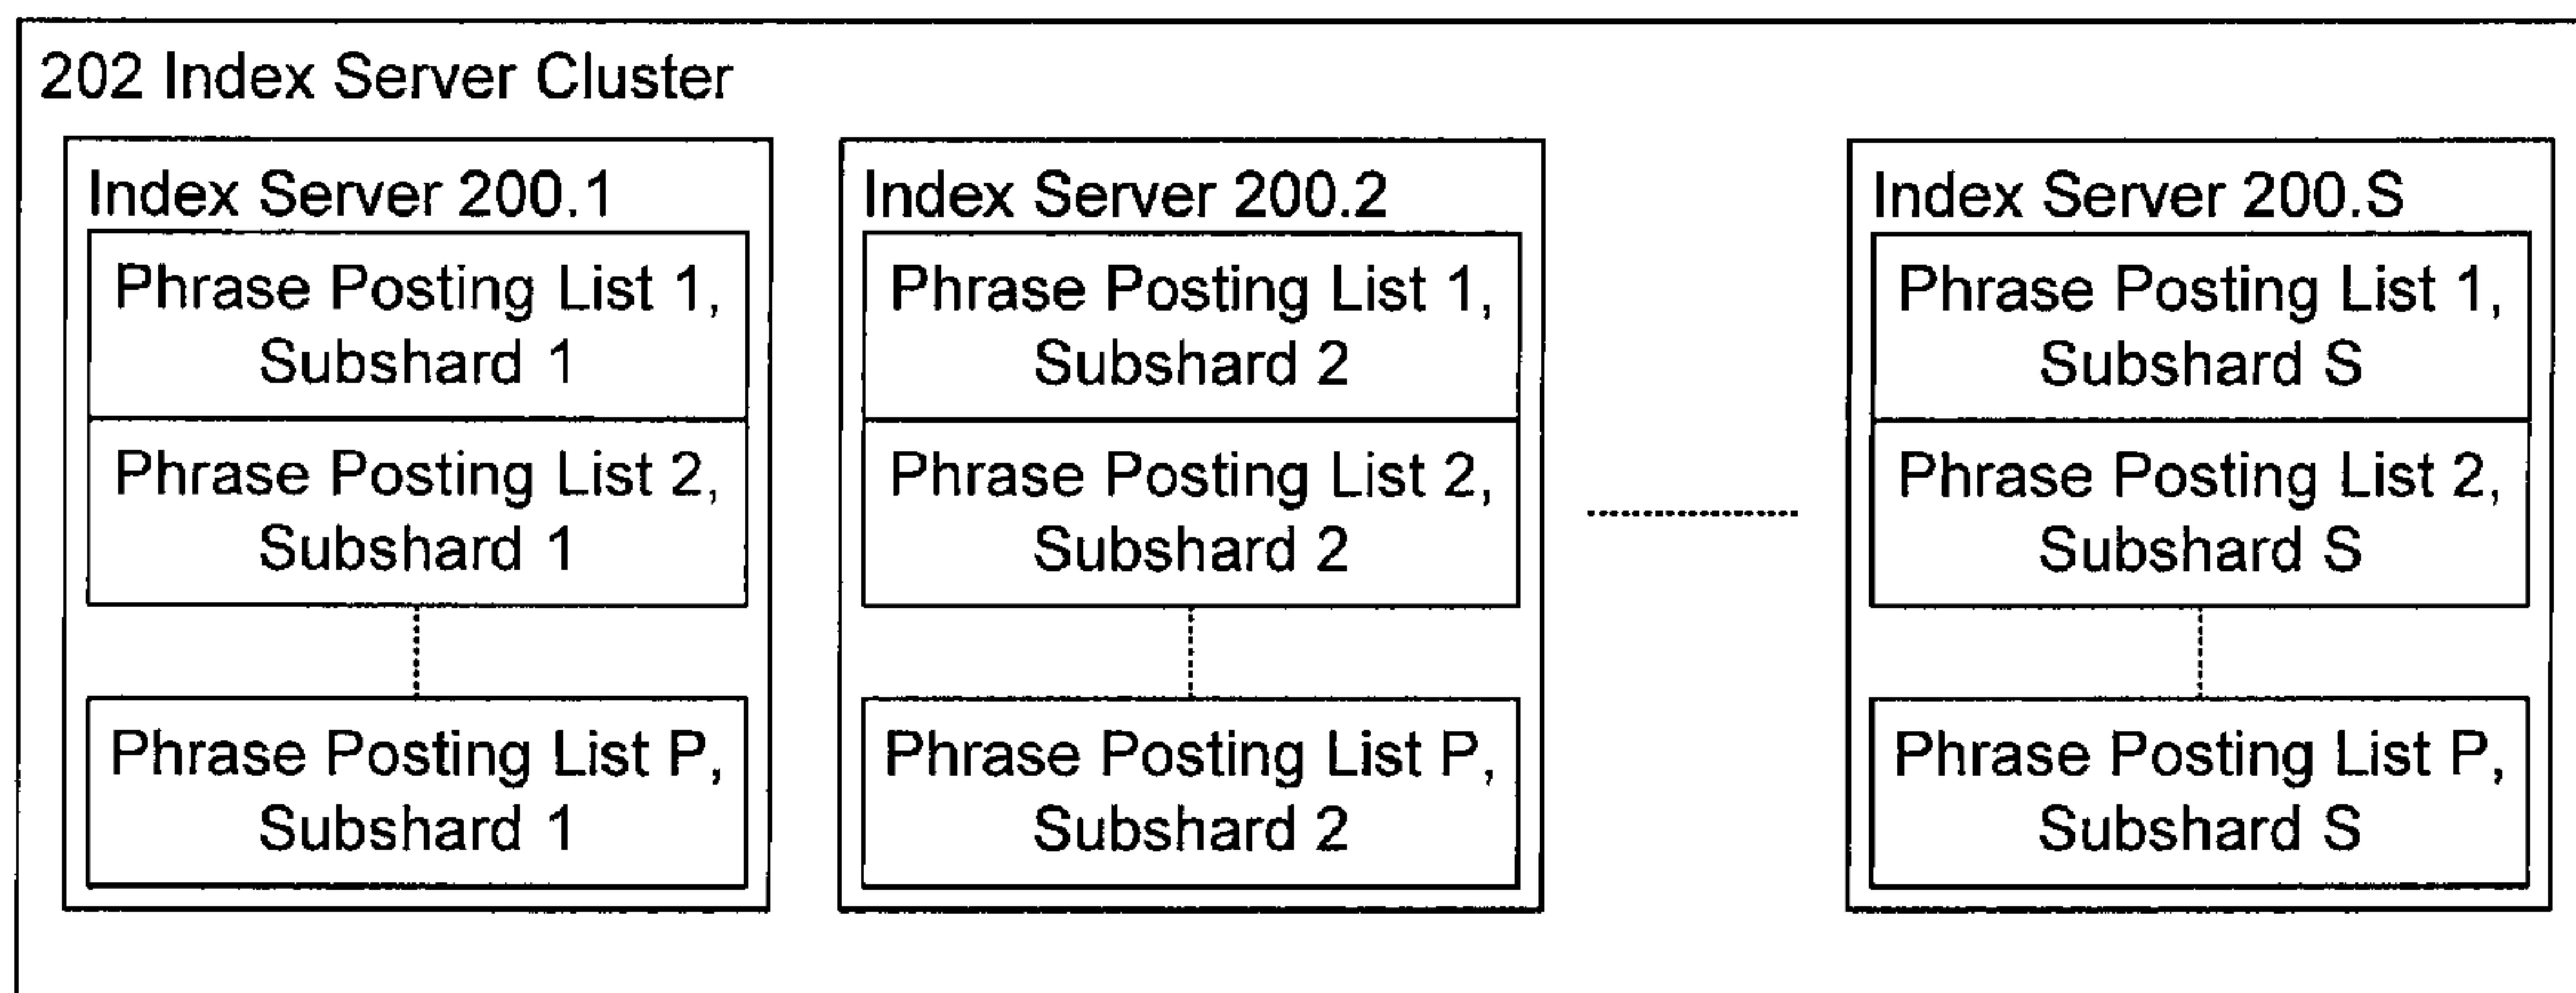 202 Index Server Cluster
Index Server 200.1
Phrase Posting List 1,
Subshard 1
Phrase Posting List 2,
Subshard 1
Phrase Posting List P,
Subshard 1
Index Server 200.2
Phrase Posting List 1,
Subshard 2
Phrase Posting List 2,
Subshard 2
Phrase Posting List P,
Subshard 2
Index Server 200.S
Phrase Posting List 1,
Subshard S
Phrase Posting List 2,
Subshard S
Phrase Posting List P,
Subshard S